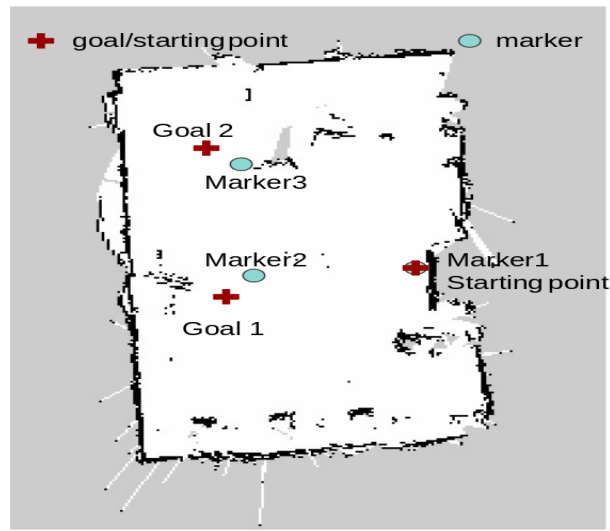 goal/starting point
marker
Goal 2
Marker3
Marker2
Marker1
Starting point
Goal 1